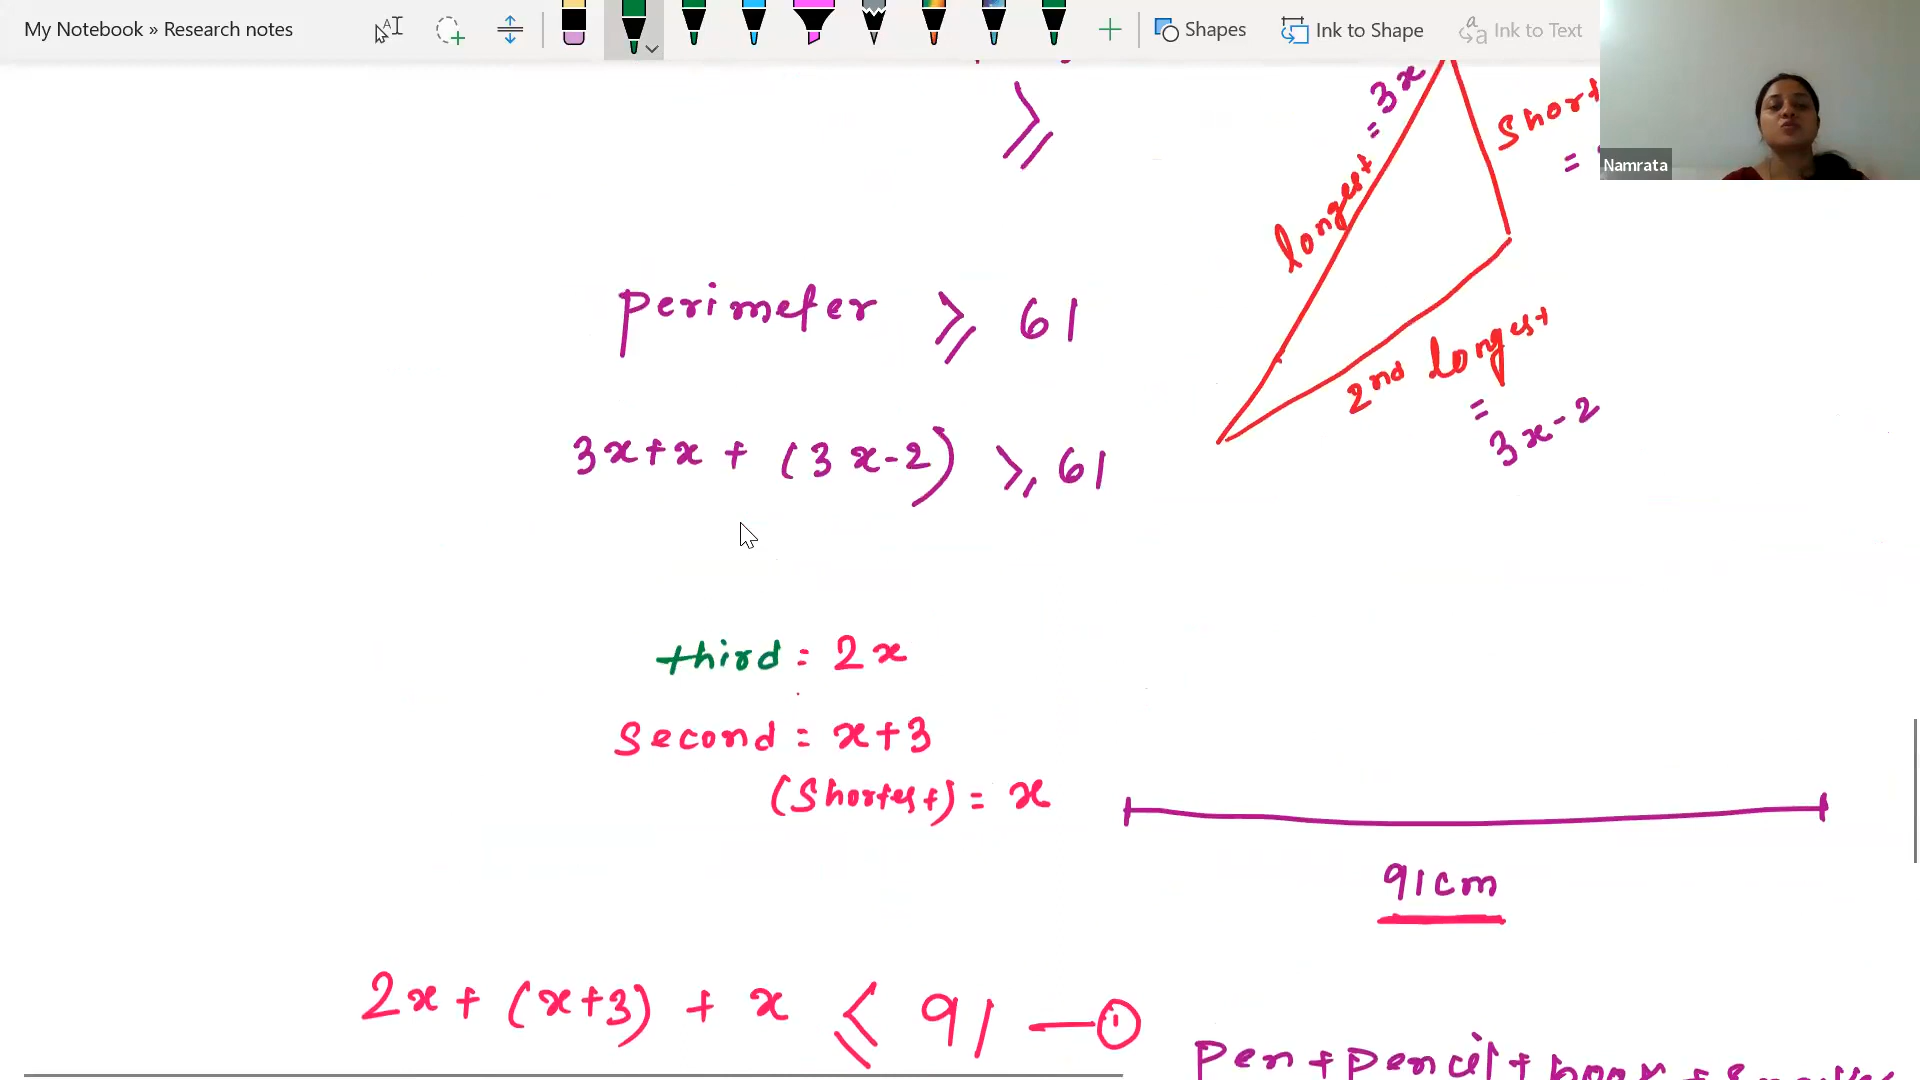 My Notebook » Research notes
Shapes
Ink to Shape
Ink to Text
Namrata
≥
longest = 3x
Short
=
perimeter ≥ 61
2nd longest
=
3x-2
3x+x + (3x-2) ≥ 61
third = 2x
Second = x+3
(Shortest) = x
91cm
2x + (x+3) + x ≤ 91 — ①
Pen + Pencil +